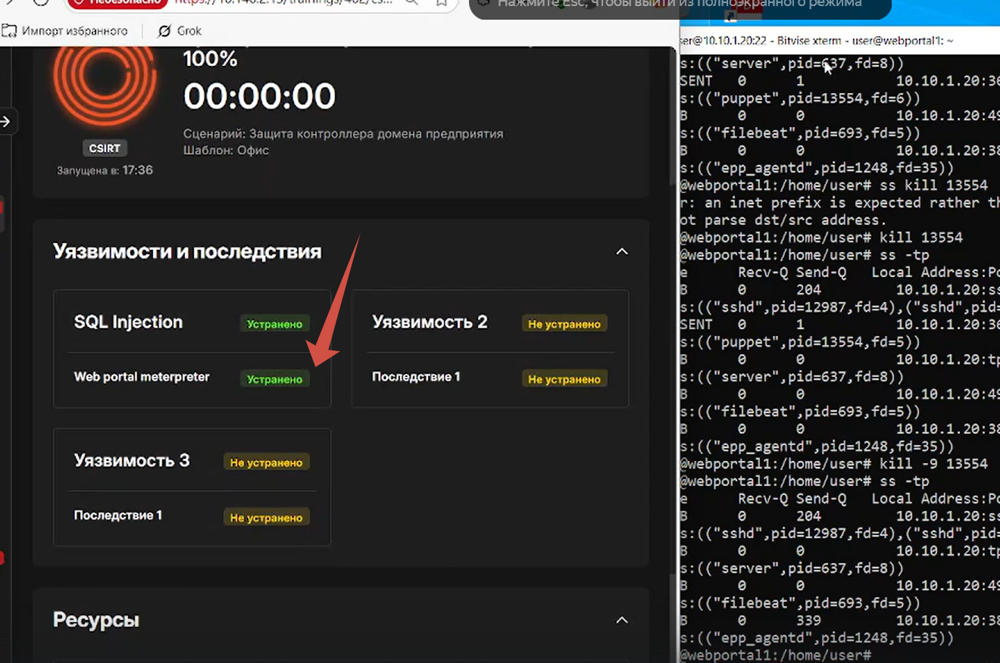 Небезопасно https://10.140.2.15/trainings/402/cs...
Нажмите Esc, чтобы выйти из полноэкранного режима
Импорт избранного
Grok
100%
00:00:00
Сценарий: Защита контроллера домена предприятия
Шаблон: Офис
CSIRT
Запущена в: 17:36
Уязвимости и последствия
SQL Injection Устранено
Web portal meterpreter Устранено
Уязвимость 2 Не устранено
Последствие 1 Не устранено
Уязвимость 3 Не устранено
Последствие 1 Не устранено
Ресурсы
ser@10.10.1.20:22 - Bitvise xterm - user@webportal1: ~
s:(("server",pid=637,fd=8))
SENT 0 1 10.10.1.20:36
s:(("puppet",pid=13554,fd=6))
B 0 0 10.10.1.20:49
s:(("filebeat",pid=693,fd=5))
B 0 0 10.10.1.20:38
s:(("epp_agentd",pid=1248,fd=35))
@webportal1:/home/user# ss kill 13554
r: an inet prefix is expected rather th
ot parse dst/src address.
@webportal1:/home/user# kill 13554
@webportal1:/home/user# ss -tp
e Recv-Q Send-Q Local Address:Po
B 0 204 10.10.1.20:ss
s:(("sshd",pid=12987,fd=4),("sshd",pid=
SENT 0 1 10.10.1.20:36
s:(("puppet",pid=13554,fd=5))
B 0 0 10.10.1.20:tp
s:(("server",pid=637,fd=8))
B 0 0 10.10.1.20:49
s:(("filebeat",pid=693,fd=5))
B 0 0 10.10.1.20:38
s:(("epp_agentd",pid=1248,fd=35))
@webportal1:/home/user# kill -9 13554
@webportal1:/home/user# ss -tp
e Recv-Q Send-Q Local Address:Po
B 0 204 10.10.1.20:ss
s:(("sshd",pid=12987,fd=4),("sshd",pid=
B 0 0 10.10.1.20:tp
s:(("server",pid=637,fd=8))
B 0 0 10.10.1.20:49
s:(("filebeat",pid=693,fd=5))
B 0 339 10.10.1.20:38
s:(("epp_agentd",pid=1248,fd=35))
@webportal1:/home/user#